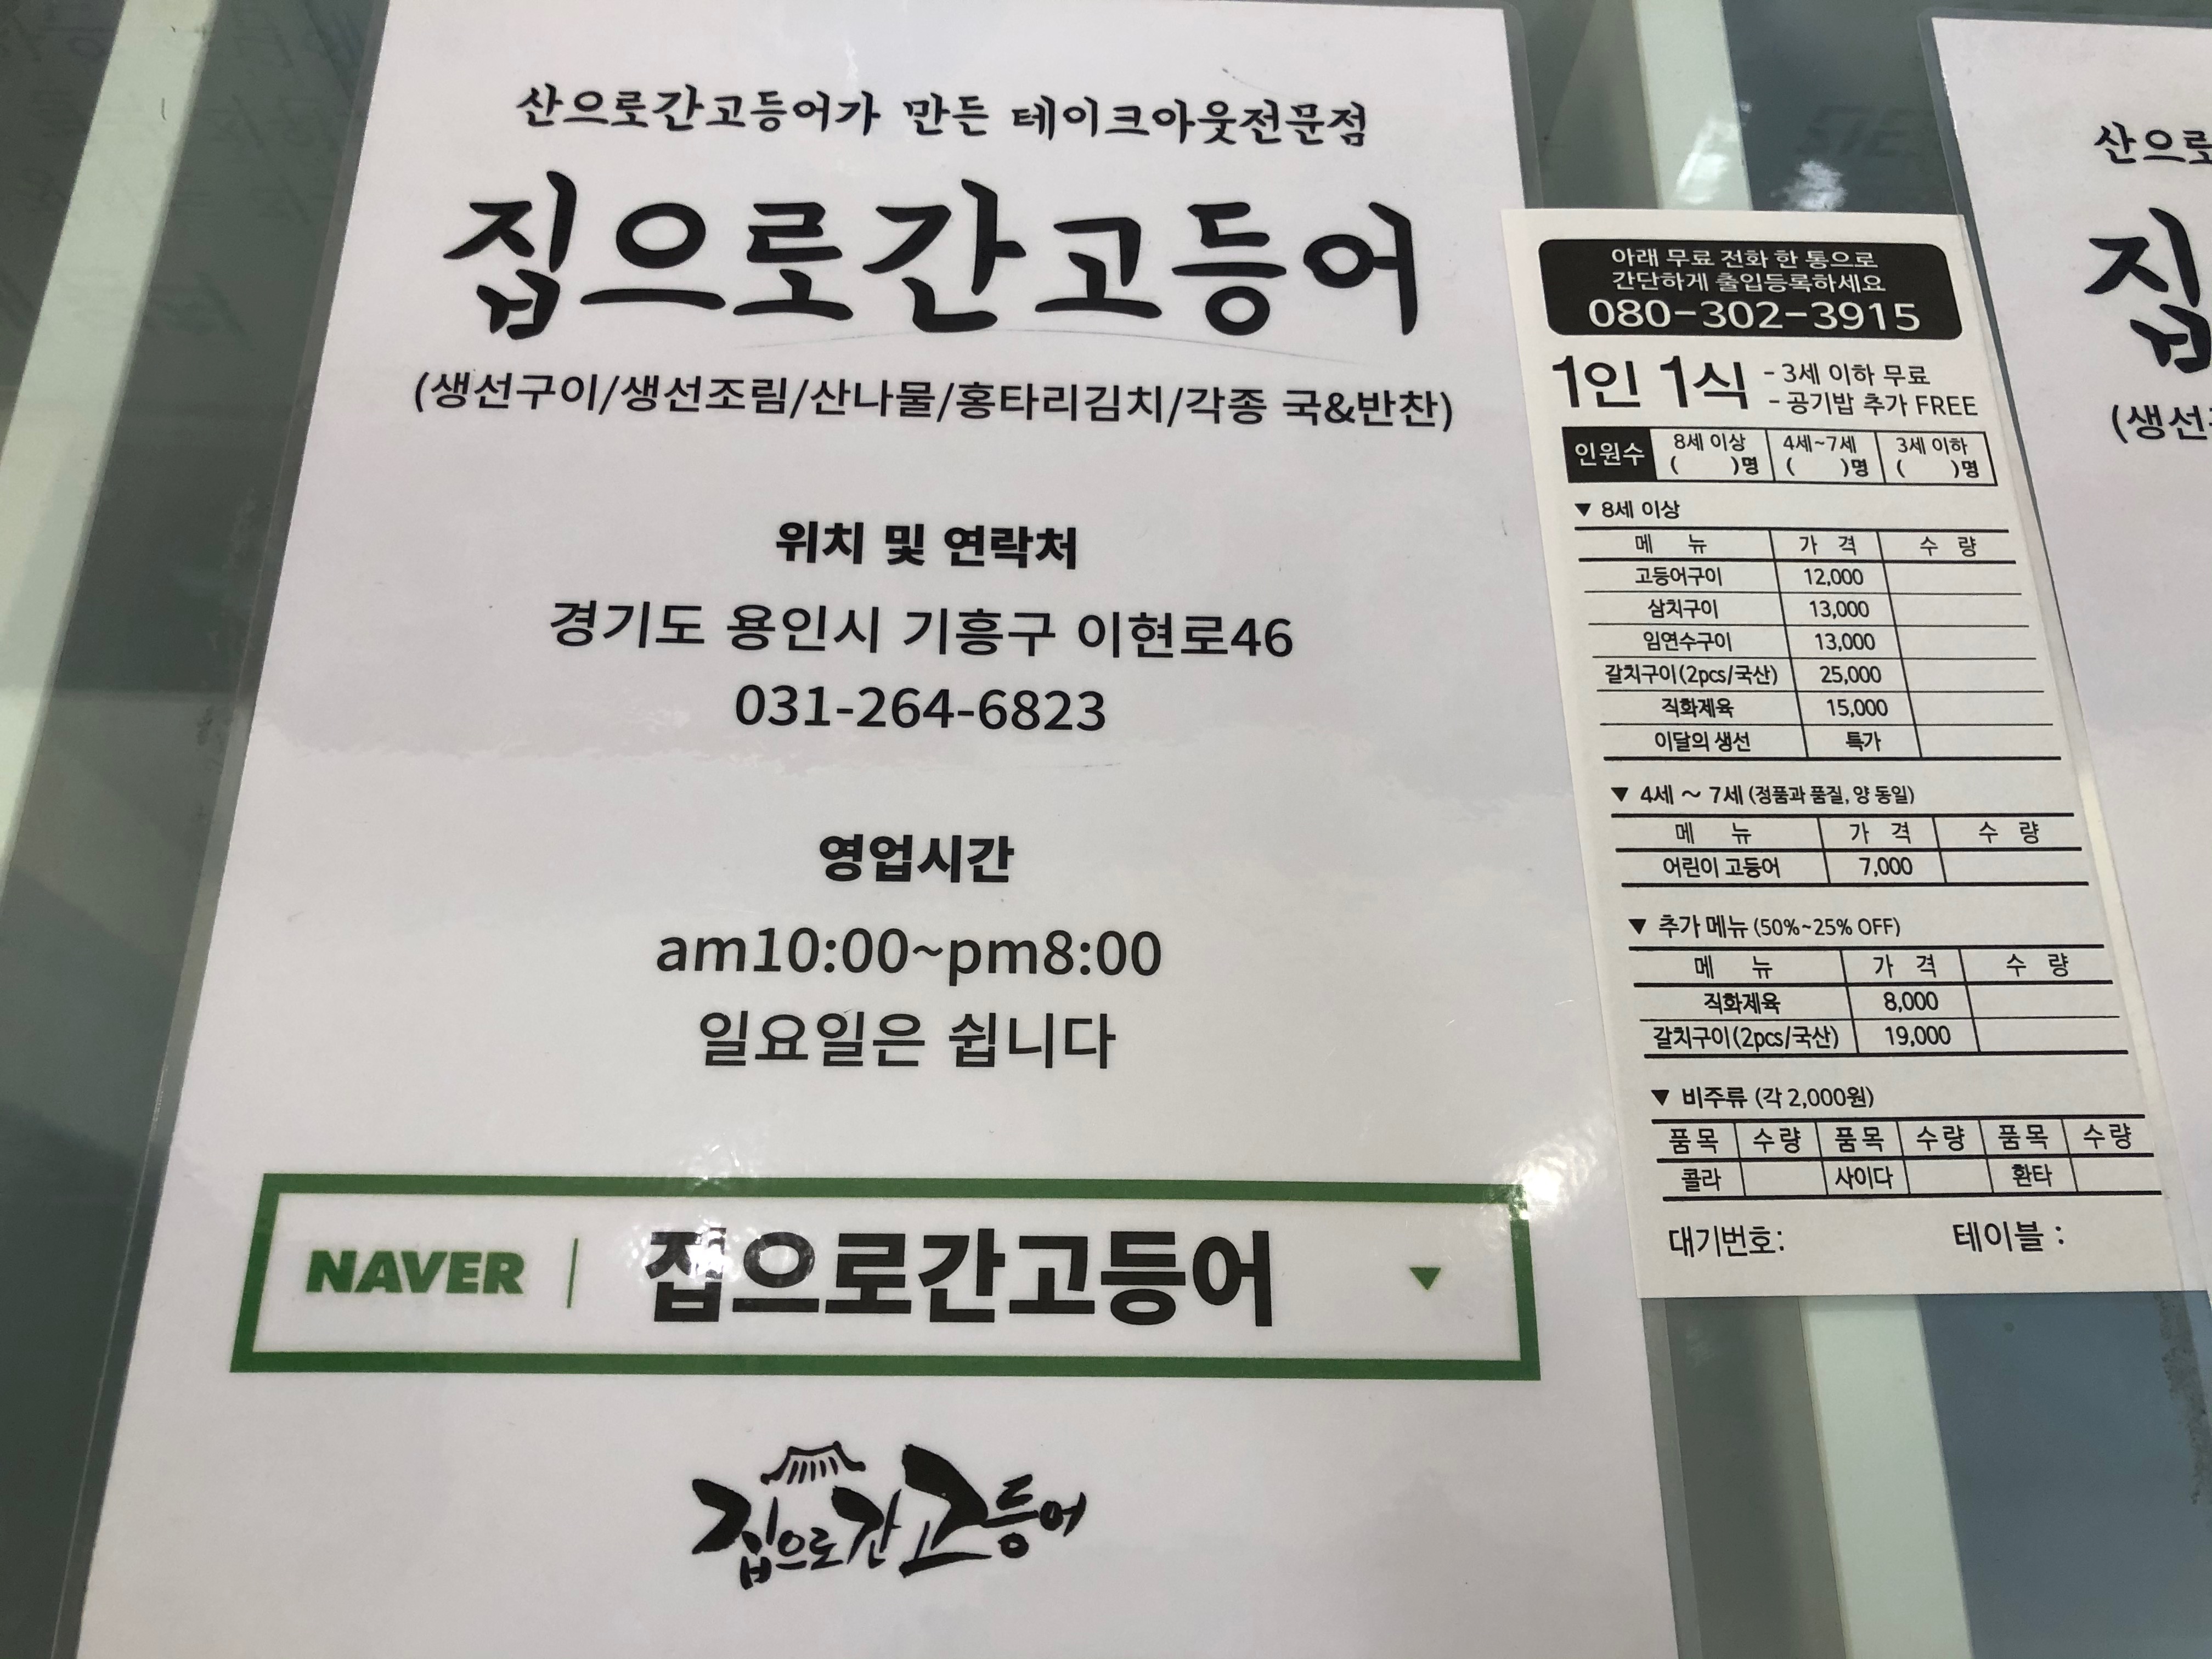 산으로간고등어가 만든 테이크아웃전문점
집으로간고등어
(생선구이/생선조림/산나물/홍타리김치/각종 국&반찬)
위치 및 연락처
경기도 용인시 기흥구 이현로46
031-264-6823
영업시간
am10:00~pm8:00
일요일은 쉽니다
NAVER | 집으로간고등어 ▼
집으로간고등어
아래 무료 전화 한 통으로
간단하게 출입등록하세요
080-302-3915
1인 1식 - 3세 이하 무료
- 공기밥 추가 FREE
인원수 8세 이상 ( )명 4세~7세 ( )명 3세 이하 ( )명
▼ 8세 이상
메 뉴 가 격 수 량
고등어구이 12,000
삼치구이 13,000
임연수구이 13,000
갈치구이(2pcs/국산) 25,000
직화제육 15,000
이달의 생선 특가
▼ 4세 ~ 7세 (정품과 품질, 양 동일)
메 뉴 가 격 수 량
어린이 고등어 7,000
▼ 추가 메뉴 (50%~25% OFF)
메 뉴 가 격 수 량
직화제육 8,000
갈치구이(2pcs/국산) 19,000
▼ 비주류 (각 2,000원)
품목 수량 품목 수량 품목 수량
콜라 사이다 환타
대기번호: 테이블 :
산으로
집
(생선